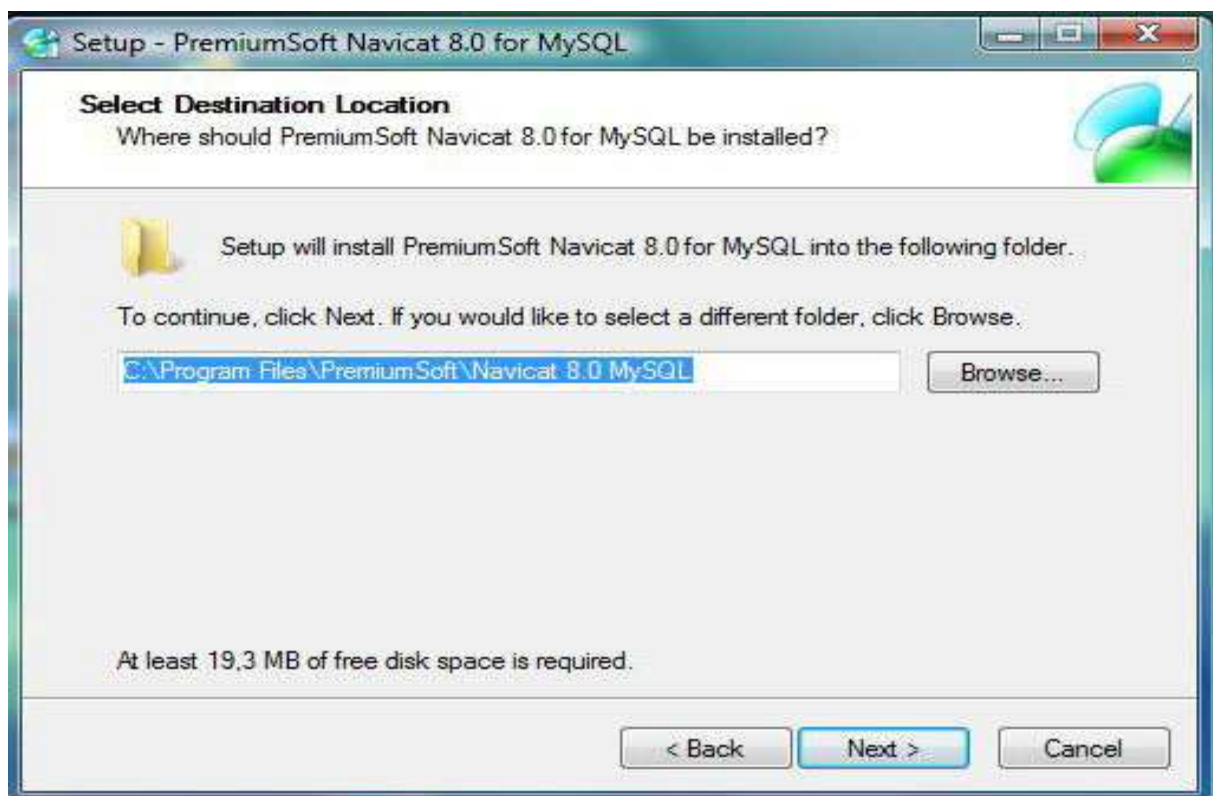 Setup - PremiumSoft Navicat 8.0 for MySQL
Select Destination Location
Where should PremiumSoft Navicat 8.0 for MySQL be installed?
Setup will install PremiumSoft Navicat 8.0 for MySQL into the following folder.
To continue, click Next. If you would like to select a different folder, click Browse.
C:\Program Files\PremiumSoft\Navicat 8.0 MySQL
Browse...
At least 19,3 MB of free disk space is required.
< Back
Next >
Cancel